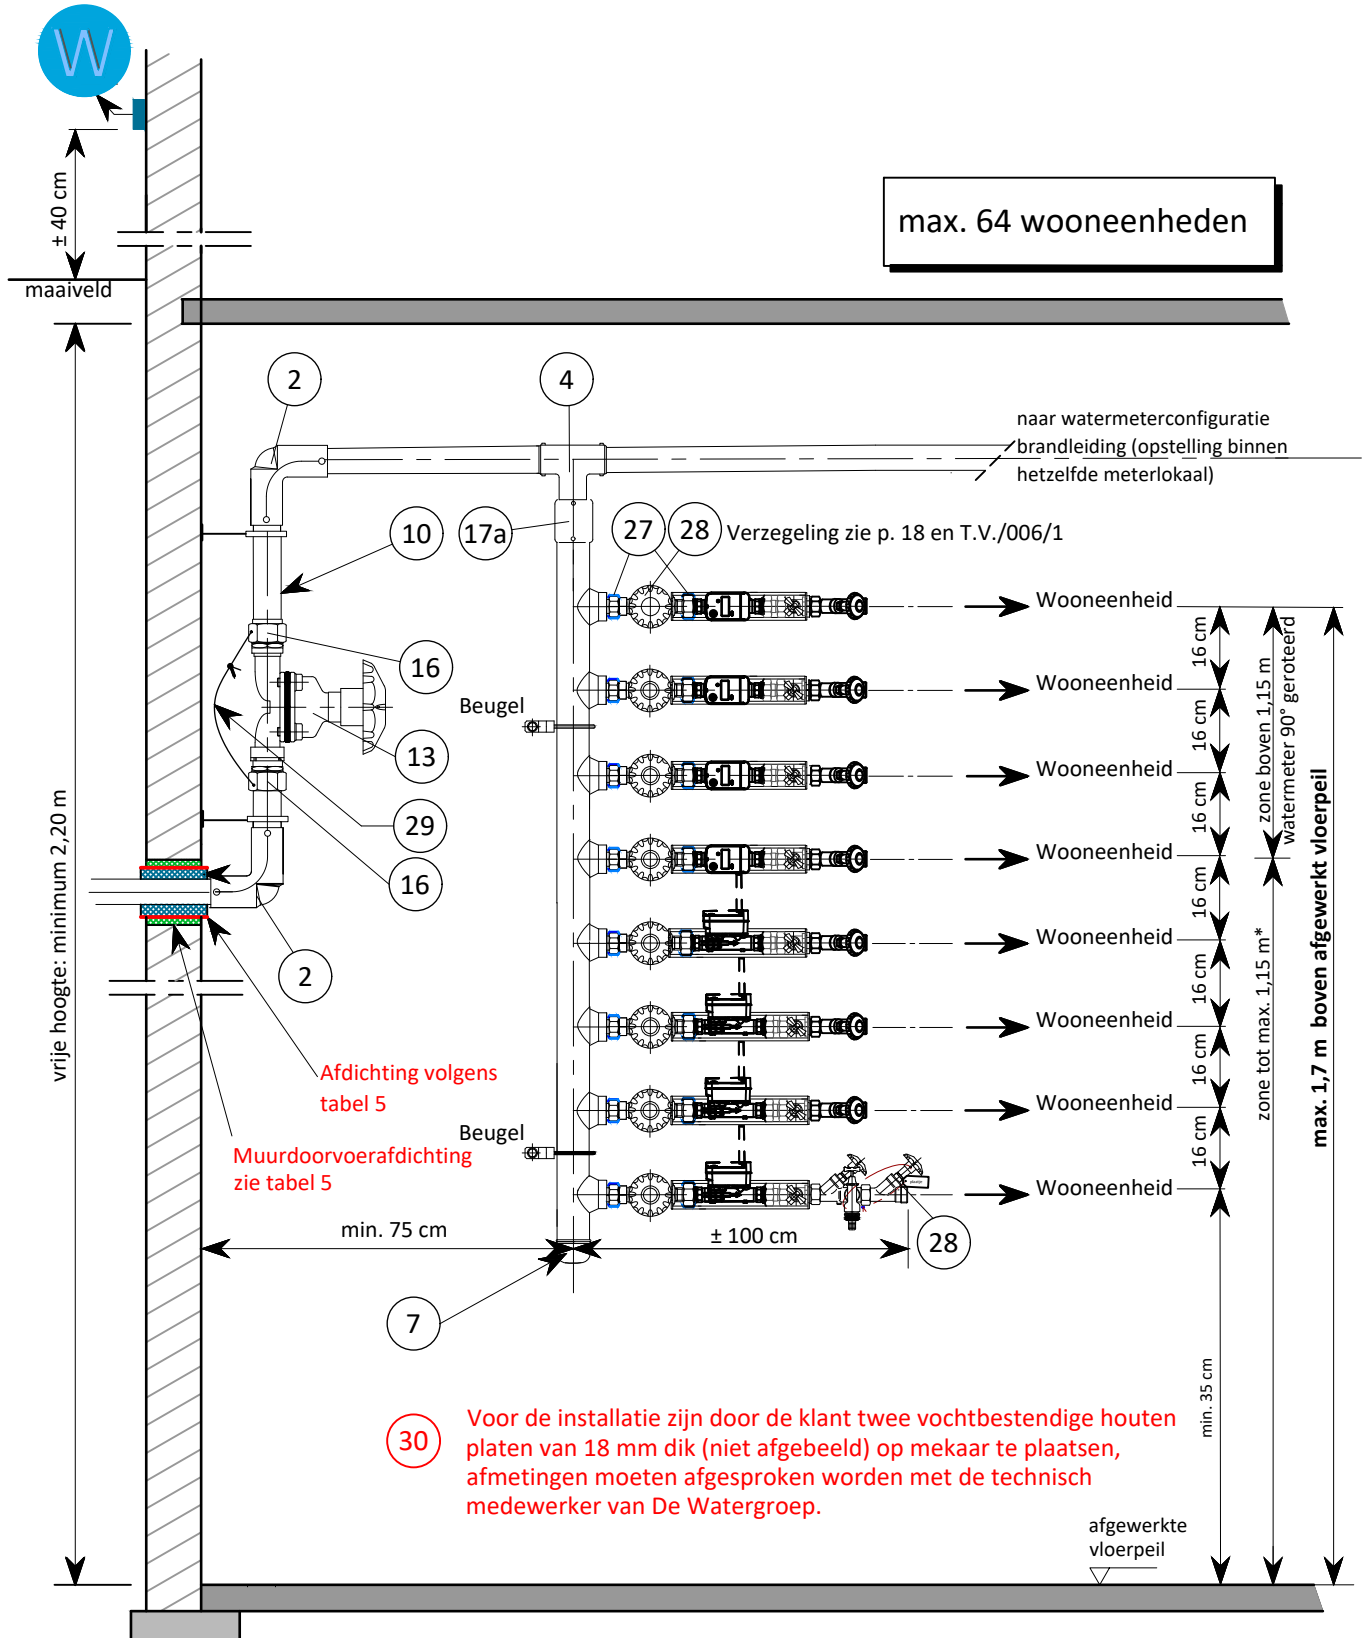 W
± 40 cm
max. 64 wooneenheden
maaiveld
2
4
naar watermeterconfiguratie
brandleiding (opstelling binnen
hetzelfde meterlokaal)
10
17a
27
28
Verzegeling zie p. 18 en T.V./006/1
Wooneenheid
16 cm
16
Wooneenheid
Beugel
16 cm
13
Wooneenheid
zone boven 1,15 m
watermeter 90° geroteerd
16 cm
29
Wooneenheid
16
16 cm
Wooneenheid
2
16 cm
vrije hoogte: minimum 2,20 m
Wooneenheid
zone tot max. 1,15 m*
max. 1,7 m boven afgewerkt vloerpeil
16 cm
Afdichting volgens
tabel 5
Wooneenheid
Beugel
16 cm
Muurdoorvoerafdichting
zie tabel 5
Wooneenheid
min. 75 cm
± 100 cm
28
7
min. 35 cm
30
Voor de installatie zijn door de klant twee vochtbestendige houten
platen van 18 mm dik (niet afgebeeld) op mekaar te plaatsen,
afmetingen moeten afgesproken worden met de technisch
medewerker van De Watergroep.
afgewerkte
vloerpeil